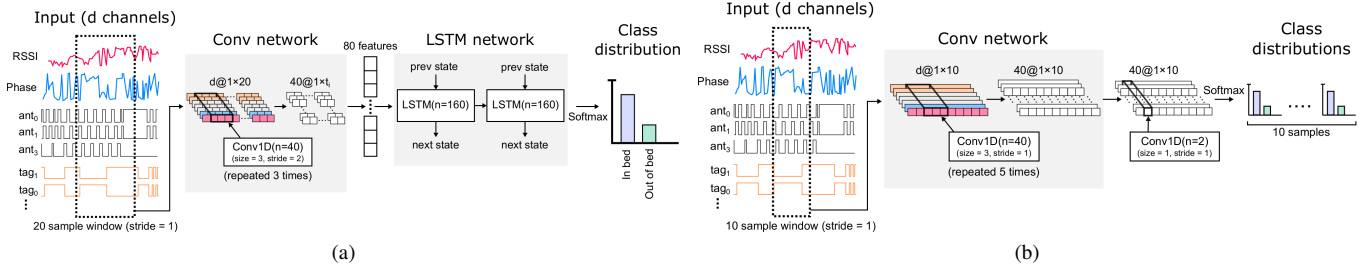 Input (d channels)
RSSI
Phase
ant0
ant1
ant3
tag1
tag0
20 sample window (stride = 1)
Conv network
d@1×20
40@1×ti
Conv1D(n=40)
(size = 3, stride = 2)
(repeated 3 times)
80 features
LSTM network
prev state
prev state
LSTM(n=160)
LSTM(n=160)
next state
next state
Softmax
Class
distribution
In bed
Out of bed
(a)
Input (d channels)
RSSI
Phase
ant0
ant1
ant3
tag1
tag0
10 sample window (stride = 1)
Conv network
d@1×10
40@1×10
Conv1D(n=40)
(size = 3, stride = 1)
(repeated 5 times)
40@1×10
Conv1D(n=2)
(size = 1, stride = 1)
Softmax
Class
distributions
10 samples
(b)